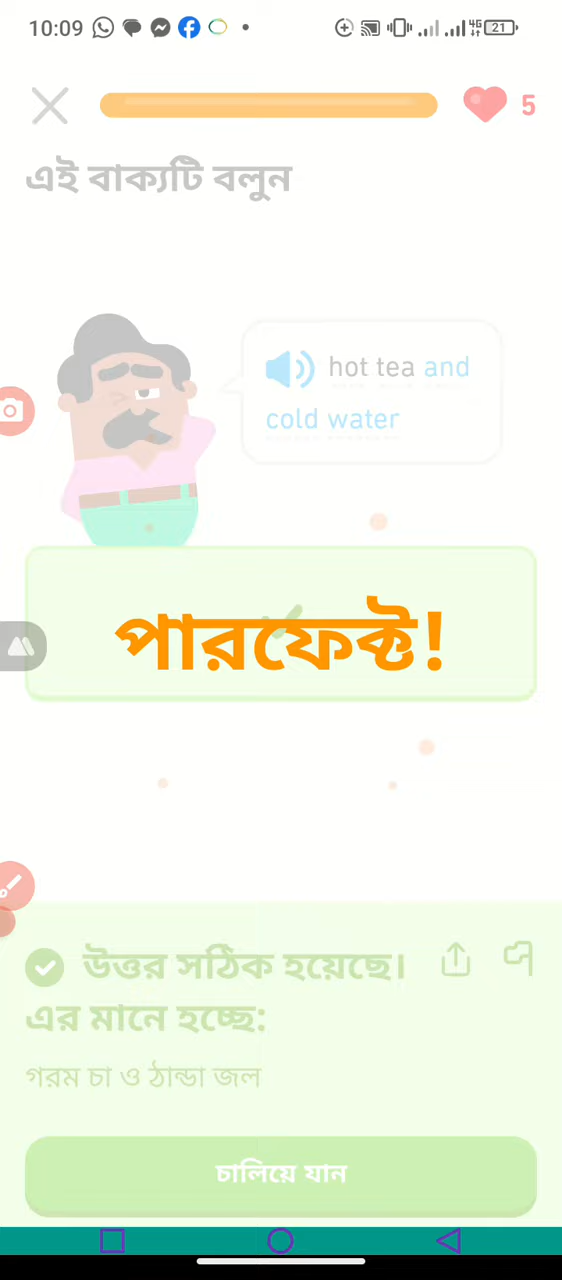 10:09
4G
21
5
এই বাক্যটি বলুন
hot tea and
cold water
পারফেক্ট!
উত্তর সঠিক হয়েছে।
এর মানে হচ্ছে:
গরম চা ও ঠান্ডা জল
চালিয়ে যান